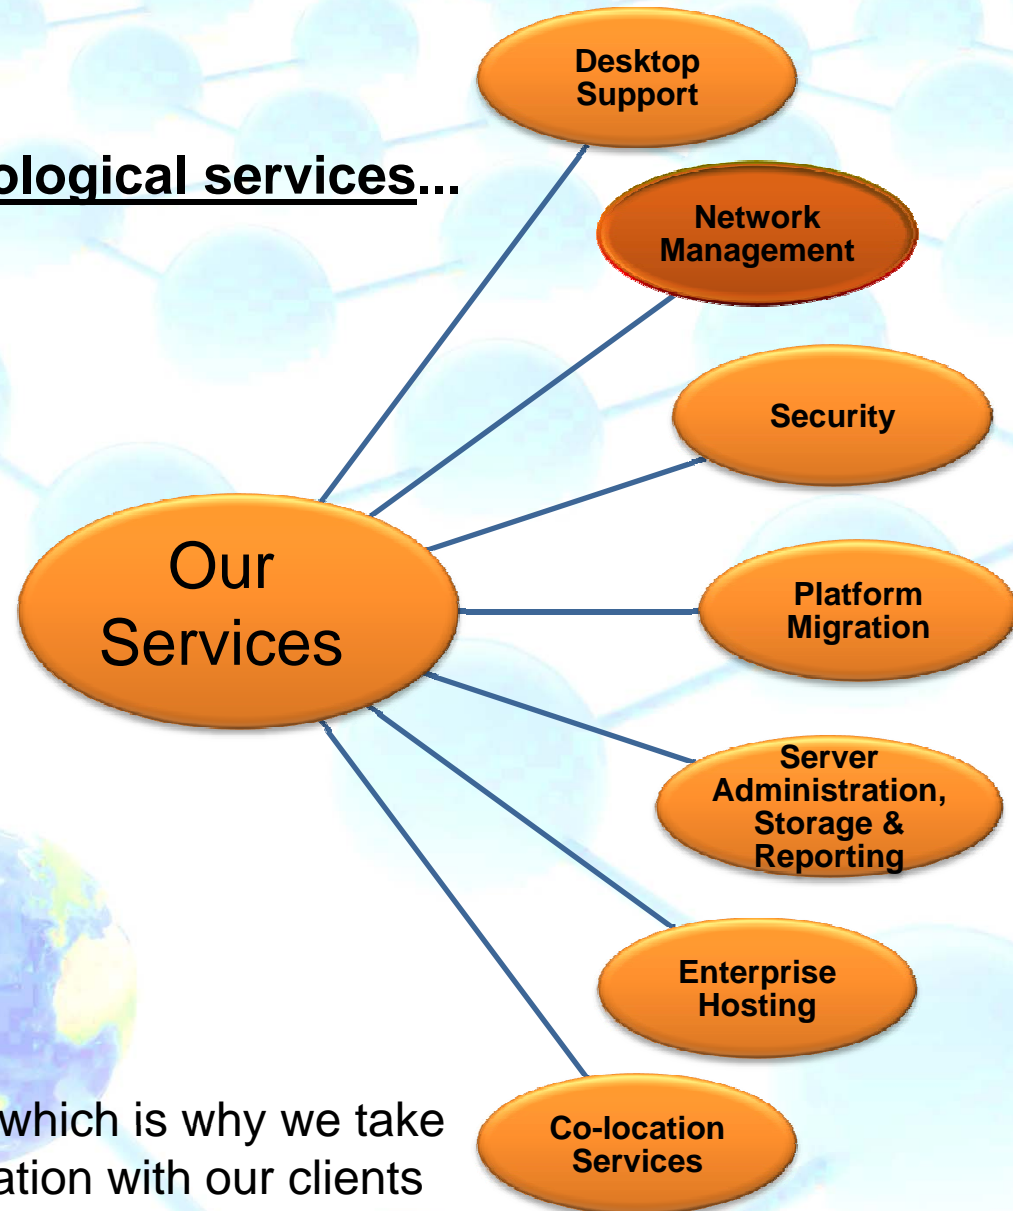 Desktop
Support
ological services...
Network
Management
Security
Our
Services
Platform
Migration
Server
Administration,
Storage &
Reporting
Enterprise
Hosting
which is why we take
ation with our clients
Co-location
Services